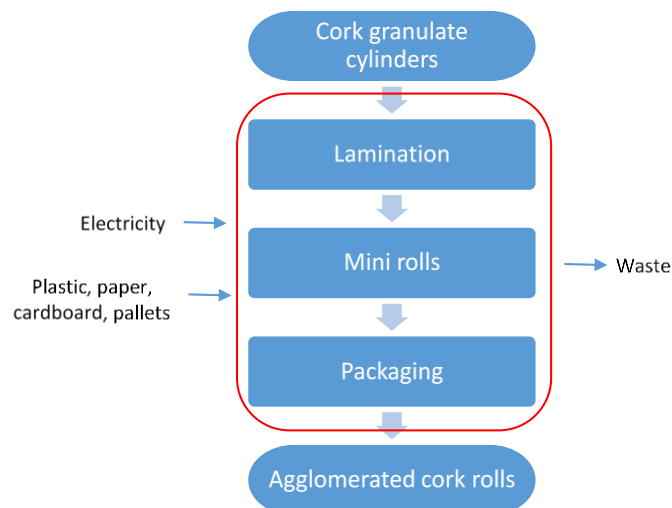 Cork granulate
cylinders
Lamination
Electricity
Mini rolls
Waste
Plastic, paper,
cardboard, pallets
Packaging
Agglomerated cork rolls